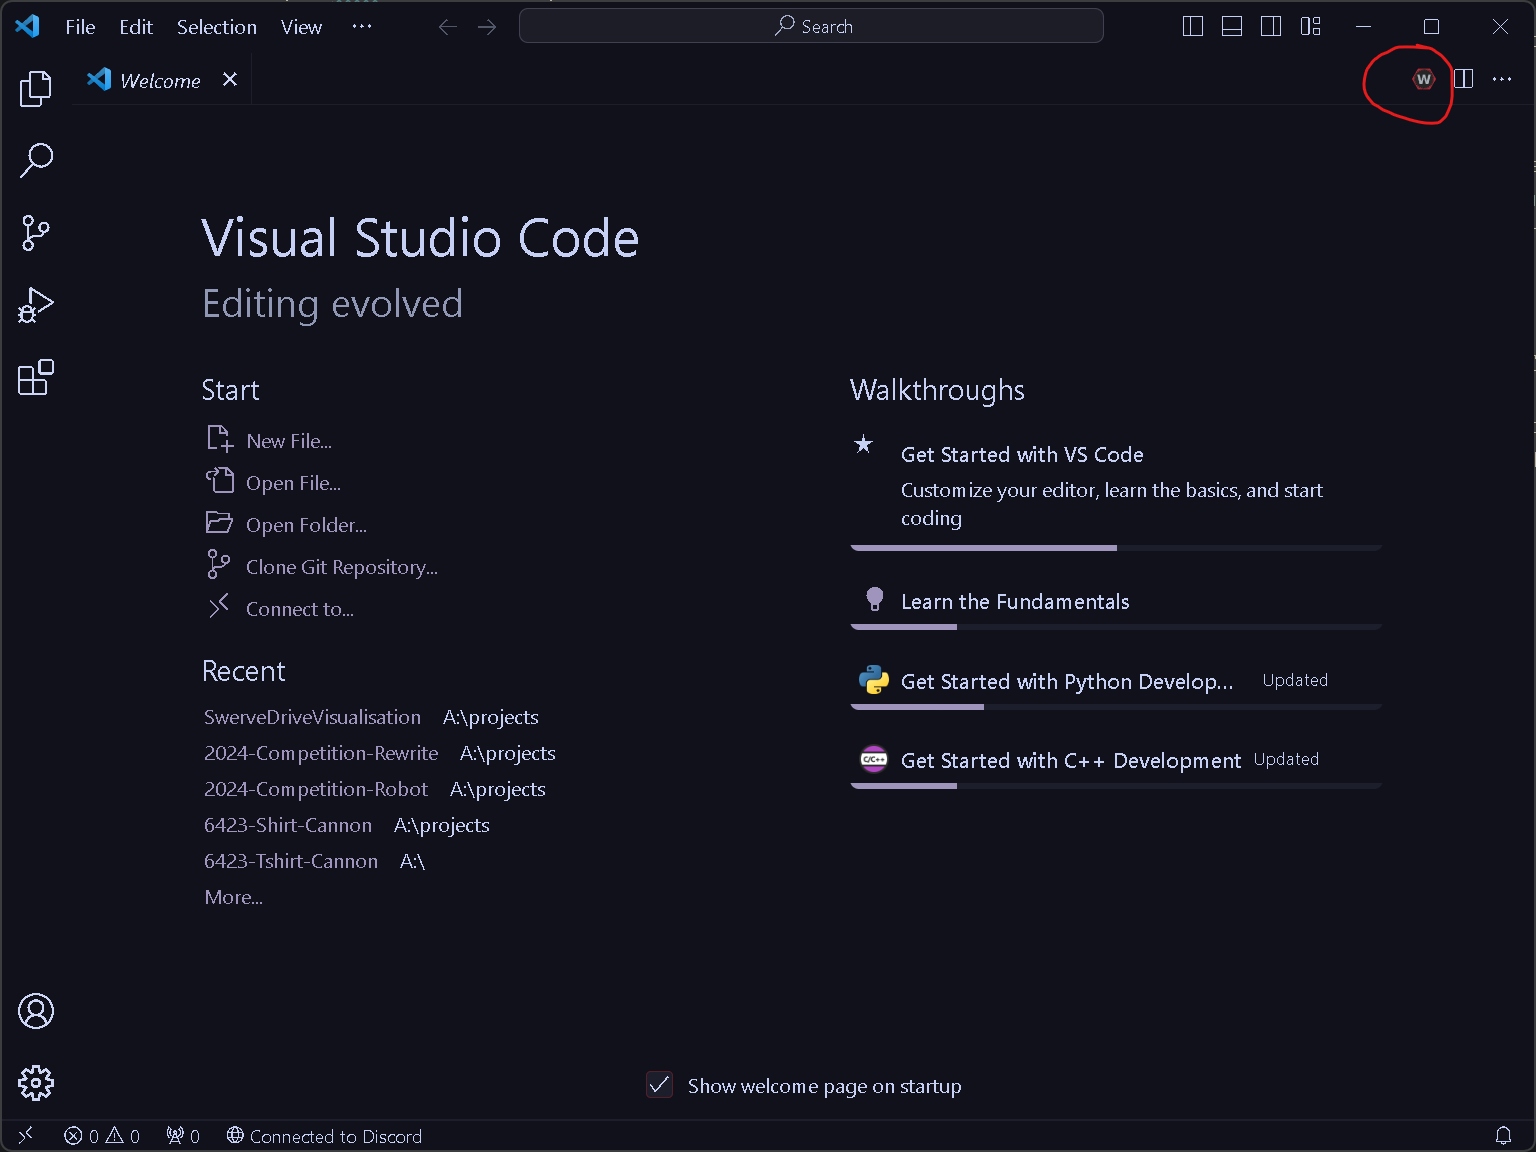 File Edit Selection View ··· Search
Welcome
W
Visual Studio Code
Editing evolved
Start
New File...
Open File...
Open Folder...
Clone Git Repository...
Connect to...
Recent
SwerveDriveVisualisation A:\projects
2024-Competition-Rewrite A:\projects
2024-Competition-Robot A:\projects
6423-Shirt-Cannon A:\projects
6423-Tshirt-Cannon A:\
More...
Walkthroughs
Get Started with VS Code
Customize your editor, learn the basics, and start
coding
Learn the Fundamentals
Get Started with Python Develop... Updated
C/C++ Get Started with C++ Development Updated
Show welcome page on startup
0 0 0 Connected to Discord